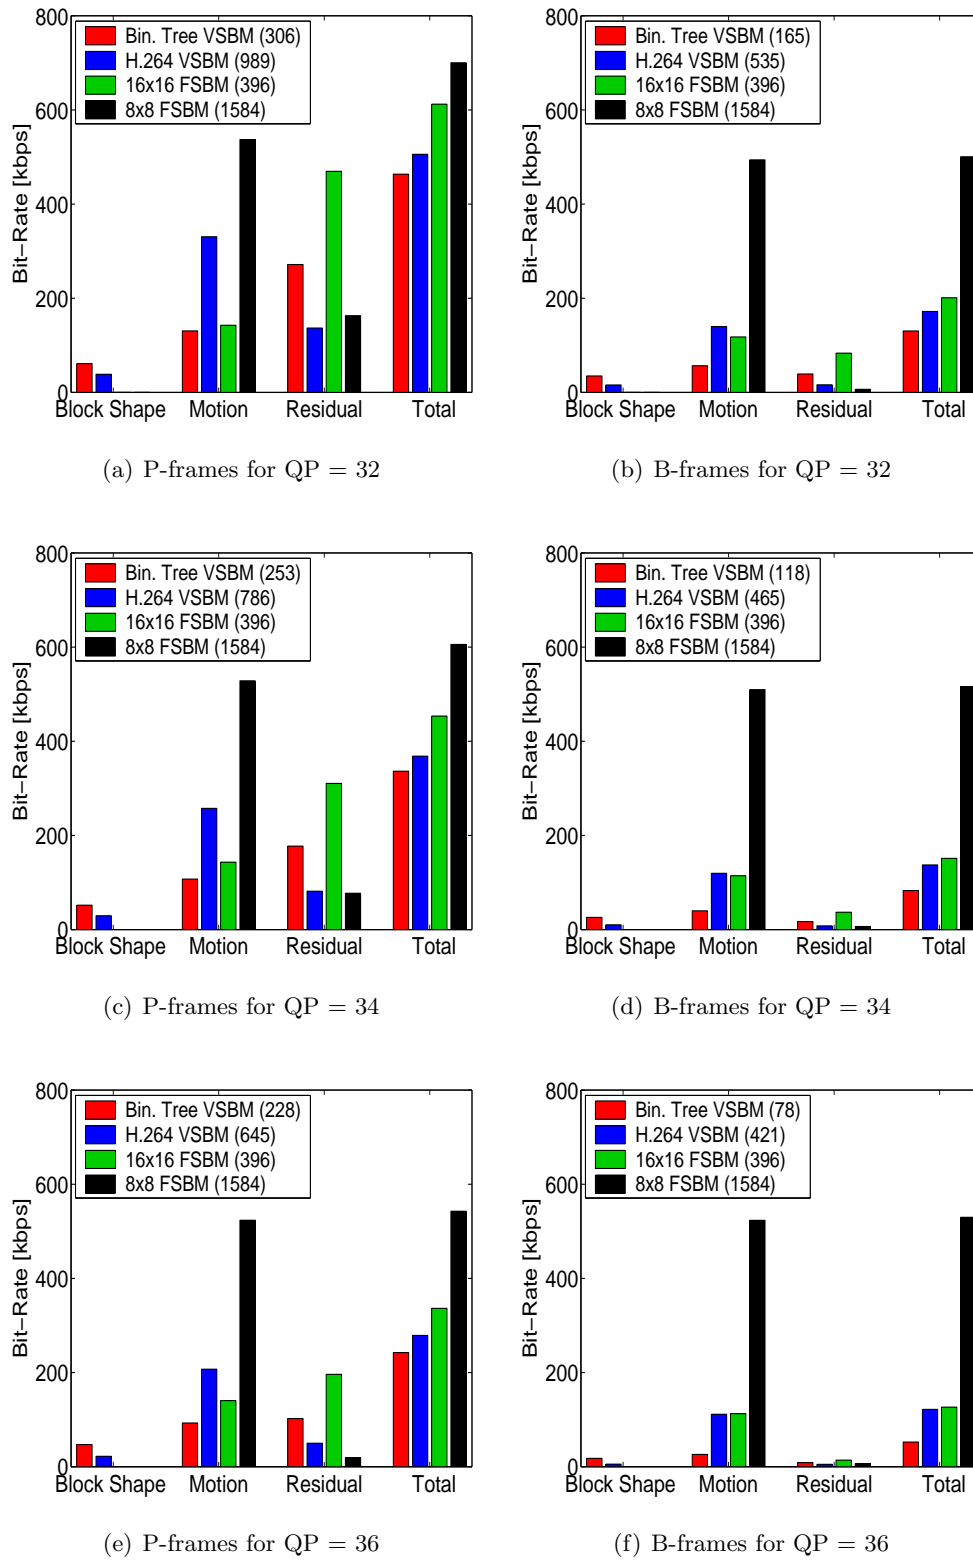 800
600
400
200
0
Bit-Rate [kbps]
Bin. Tree VSBM (306)
H.264 VSBM (989)
16x16 FSBM (396)
8x8 FSBM (1584)
Block Shape Motion Residual Total
(a) P-frames for QP = 32
800
600
400
200
0
Bit-Rate [kbps]
Bin. Tree VSBM (165)
H.264 VSBM (535)
16x16 FSBM (396)
8x8 FSBM (1584)
Block Shape Motion Residual Total
(b) B-frames for QP = 32
800
600
400
200
0
Bit-Rate [kbps]
Bin. Tree VSBM (253)
H.264 VSBM (786)
16x16 FSBM (396)
8x8 FSBM (1584)
Block Shape Motion Residual Total
(c) P-frames for QP = 34
800
600
400
200
0
Bit-Rate [kbps]
Bin. Tree VSBM (118)
H.264 VSBM (465)
16x16 FSBM (396)
8x8 FSBM (1584)
Block Shape Motion Residual Total
(d) B-frames for QP = 34
800
600
400
200
0
Bit-Rate [kbps]
Bin. Tree VSBM (228)
H.264 VSBM (645)
16x16 FSBM (396)
8x8 FSBM (1584)
Block Shape Motion Residual Total
(e) P-frames for QP = 36
800
600
400
200
0
Bit-Rate [kbps]
Bin. Tree VSBM (78)
H.264 VSBM (421)
16x16 FSBM (396)
8x8 FSBM (1584)
Block Shape Motion Residual Total
(f) B-frames for QP = 36